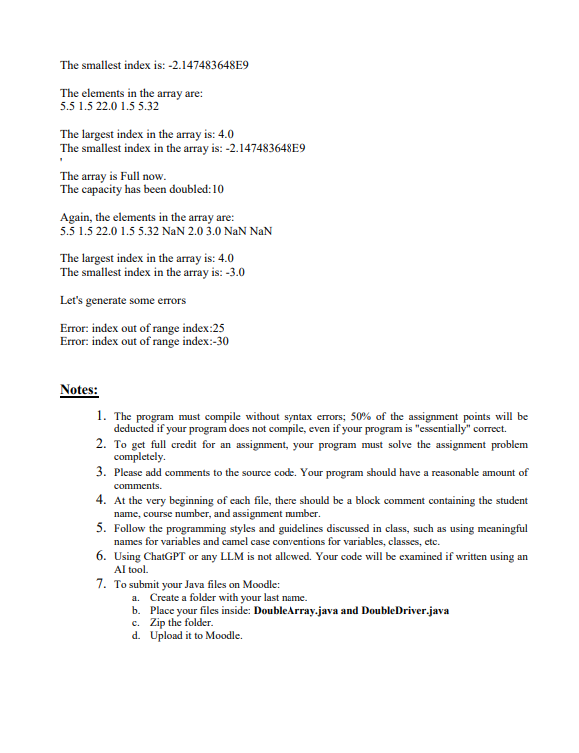 The smallest index is: -2.147483648E9
The elements in the array are:
5.5 1.5 22.0 1.5 5.32
The largest index in the array is: 4.0
The smallest index in the array is: -2.147483648E9
'
The array is Full now.
The capacity has been doubled:10
Again, the elements in the array are:
5.5 1.5 22.0 1.5 5.32 NaN 2.0 3.0 NaN NaN
The largest index in the array is: 4.0
The smallest index in the array is: -3.0
Let's generate some errors
Error: index out of range index:25
Error: index out of range index:-30
Notes:
1. The program must compile without syntax errors; 50% of the assignment points will be
deducted if your program does not compile, even if your program is "essentially" correct.
2. To get full credit for an assignment, your program must solve the assignment problem
completely.
3. Please add comments to the source code. Your program should have a reasonable amount of
comments.
4. At the very beginning of each file, there should be a block comment containing the student
name, course number, and assignment number.
5. Follow the programming styles and guidelines discussed in class, such as using meaningful
names for variables and camel case conventions for variables, classes, etc.
6. Using ChatGPT or any LLM is not allowed. Your code will be examined if written using an
AI tool.
7. To submit your Java files on Moodle:
a. Create a folder with your last name.
b. Place your files inside: DoubleArray.java and DoubleDriver.java
c. Zip the folder.
d. Upload it to Moodle.